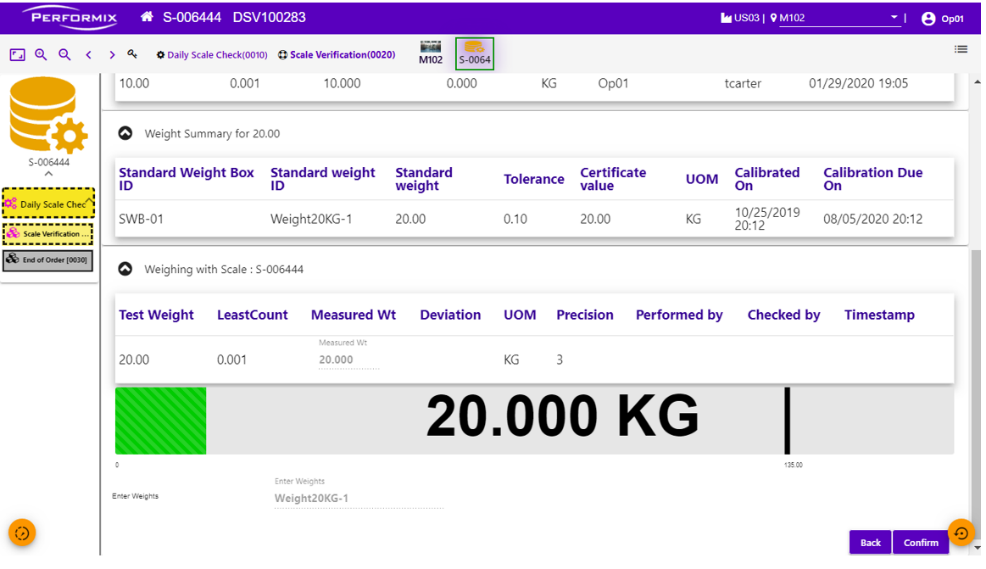 PERFORMIX S-006444 DSV100283 US03 | M102 | Op01
Daily Scale Check(0010) Scale Verification(0020) M102 S-0064
10.00 0.001 10.000 0.000 KG Op01 tcarter 01/29/2020 19:05
S-006444
Daily Scale Chec
Scale Verification ...
End of Order [0030]
Weight Summary for 20.00
Standard Weight Box ID Standard weight ID Standard weight Tolerance Certificate value UOM Calibrated On Calibration Due On
SWB-01 Weight20KG-1 20.00 0.10 20.00 KG 10/25/2019 20:12 08/05/2020 20:12
Weighing with Scale : S-006444
Test Weight LeastCount Measured Wt Deviation UOM Precision Performed by Checked by Timestamp
Measured Wt
20.00 0.001 20.000 KG 3
20.000 KG
0 135.00
Enter Weights
Enter Weights Weight20KG-1
Back Confirm